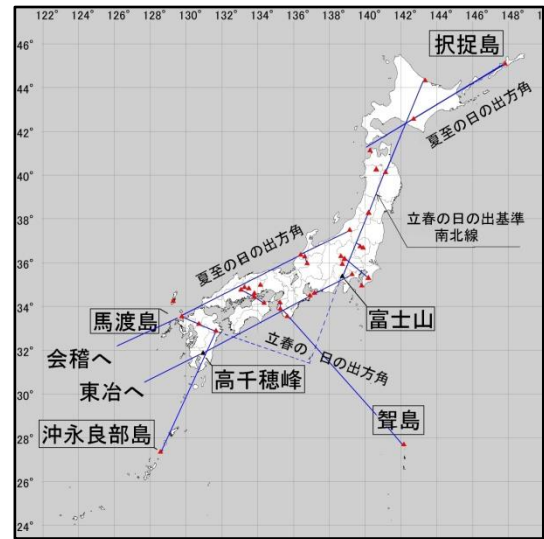 122° 124° 126° 128° 130° 132° 134° 136° 138° 140° 142° 144° 146° 148°
46°
択捉島
44°
夏至の日の出方角
42°
40°
38°
立春の日の出基準
南北線
夏至の日の出方角
36°
34°
馬渡島
富士山
会稽へ
32°
立春の日の出方角
東冶へ
高千穂峰
30°
沖永良部島
聟島
28°
26°
24°